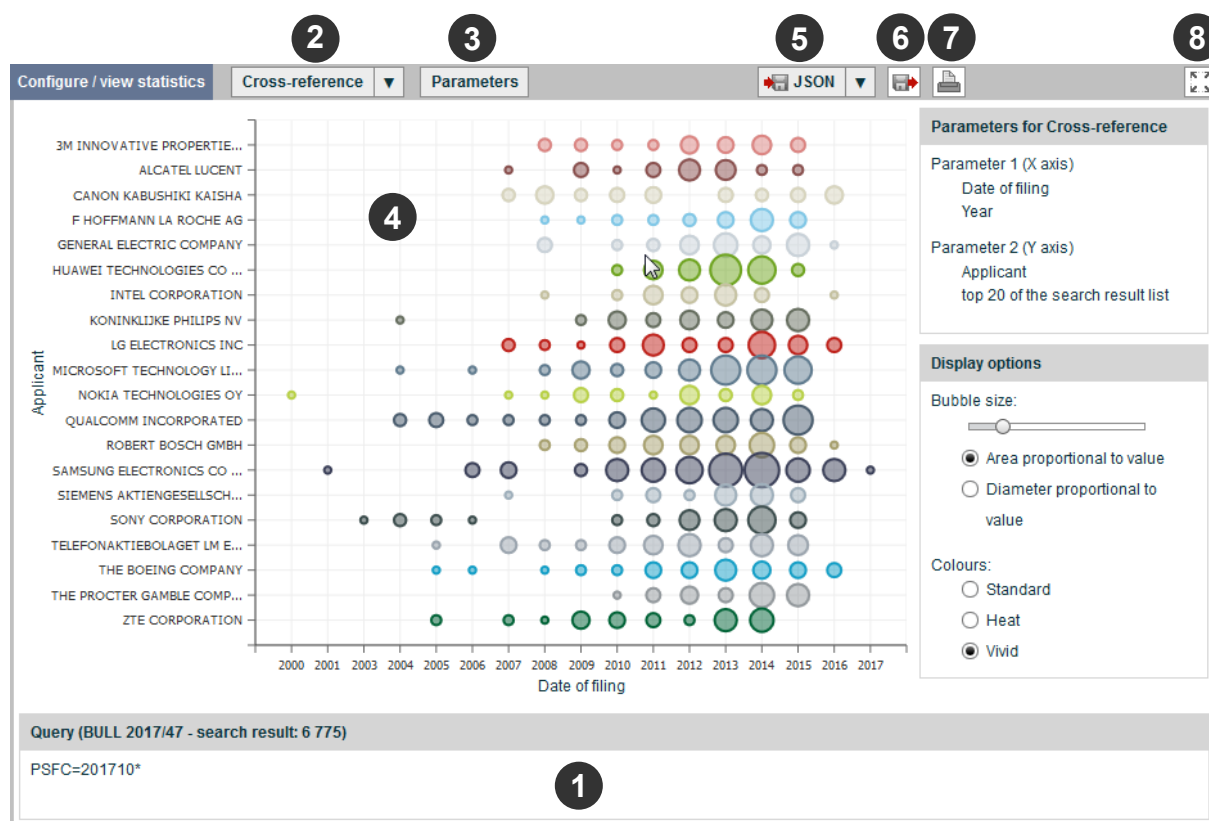 2 3 5 6 7 8
Configure / view statistics Cross-reference ▼ Parameters JSON ▼
3M INNOVATIVE PROPERTIE...
ALCATEL LUCENT
CANON KABUSHIKI KAISHA
F HOFFMANN LA ROCHE AG
GENERAL ELECTRIC COMPANY
HUAWEI TECHNOLOGIES CO ...
INTEL CORPORATION
KONINKLIJKE PHILIPS NV
LG ELECTRONICS INC
MICROSOFT TECHNOLOGY LI...
NOKIA TECHNOLOGIES OY
QUALCOMM INCORPORATED
ROBERT BOSCH GMBH
SAMSUNG ELECTRONICS CO ...
SIEMENS AKTIENGESELLSCH...
SONY CORPORATION
TELEFONAKTIEBOLAGET LM E...
THE BOEING COMPANY
THE PROCTER GAMBLE COMP...
ZTE CORPORATION
Applicant
4
2000 2001 2003 2004 2005 2006 2007 2008 2009 2010 2011 2012 2013 2014 2015 2016 2017
Date of filing
Parameters for Cross-reference
Parameter 1 (X axis)
Date of filing
Year
Parameter 2 (Y axis)
Applicant
top 20 of the search result list
Display options
Bubble size:
Area proportional to value
Diameter proportional to
value
Colours:
Standard
Heat
Vivid
Query (BULL 2017/47 - search result: 6 775)
PSFC=201710*
1